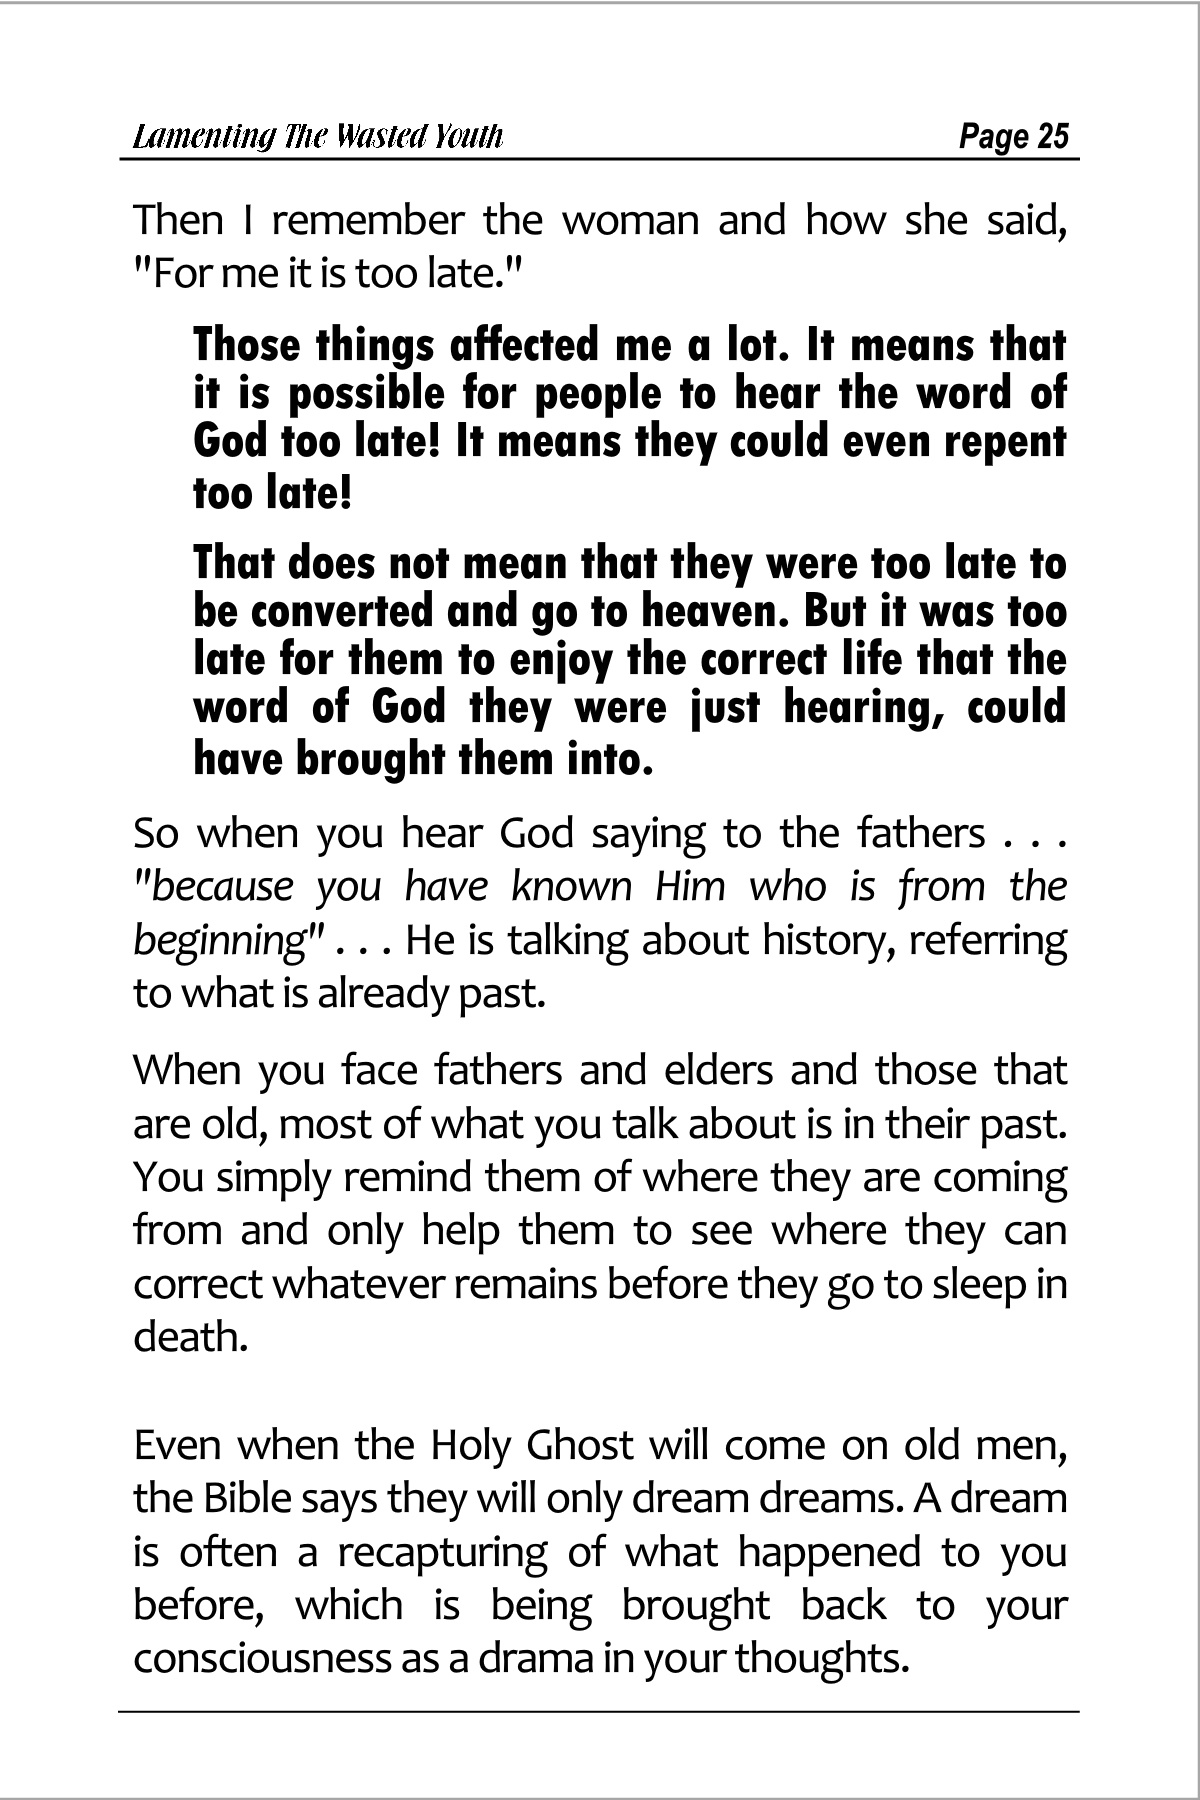 Lamenting The Wasted Youth Page 25
Then I remember the woman and how she said,
"For me it is too late."
Those things affected me a lot. It means that
it is possible for people to hear the word of
God too late! It means they could even repent
too late!
That does not mean that they were too late to
be converted and go to heaven. But it was too
late for them to enjoy the correct life that the
word of God they were just hearing, could
have brought them into.
So when you hear God saying to the fathers . . .
"because you have known Him who is from the
beginning" . . . He is talking about history, referring
to what is already past.
When you face fathers and elders and those that
are old, most of what you talk about is in their past.
You simply remind them of where they are coming
from and only help them to see where they can
correct whatever remains before they go to sleep in
death.
Even when the Holy Ghost will come on old men,
the Bible says they will only dream dreams. A dream
is often a recapturing of what happened to you
before, which is being brought back to your
consciousness as a drama in your thoughts.